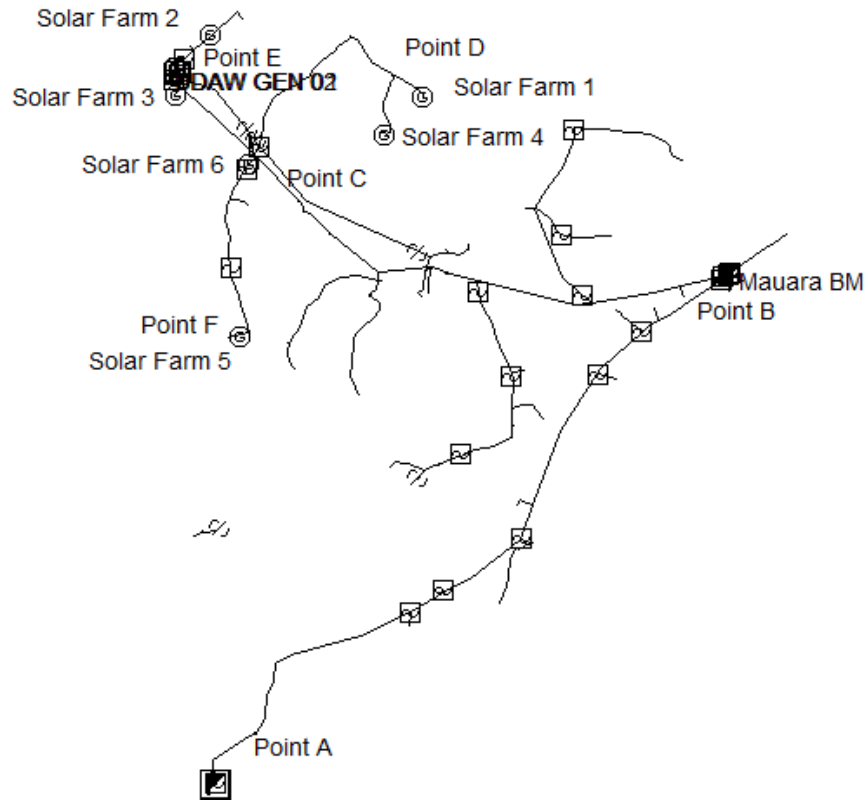 Solar Farm 2
Point E
DAW GEN 02
Solar Farm 3
Point D
Solar Farm 1
Solar Farm 4
Solar Farm 6
Point C
Mauara BM
Point B
Point F
Solar Farm 5
Point A